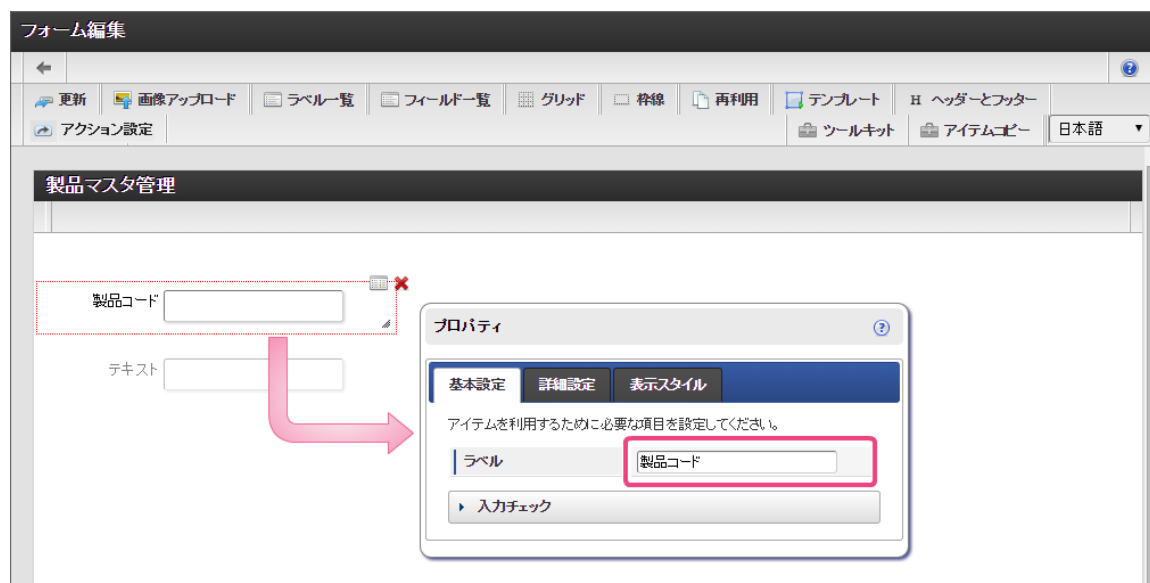 フォーム編集
更新 画像アップロード ラベル一覧 フィールド一覧 グリッド 枠線 再利用 テンプレート H ヘッダーとフッター
アクション設定 ツールキット アイテムコピー 日本語
製品マスタ管理
製品コード
テキスト
プロパティ
基本設定 詳細設定 表示スタイル
アイテムを利用するために必要な項目を設定してください。
ラベル 製品コード
入力チェック